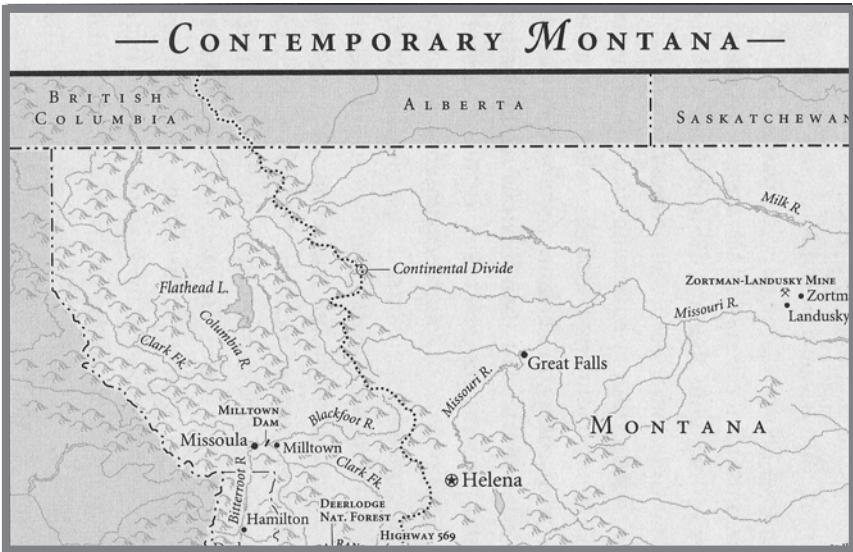 CONTEMPORARY MONTANA
BRITISH
COLUMBIA
ALBERTA
SASKATCHEWAN
Milk R.
Continental Divide
ZORTMAN-LANDUSKY MINE
Flathead L.
Zortm
Missouri R.
Landusky
Columbia R
Clark Fk.
Great Falls
Missouri R.
MILLTOWN
DAM
Blackfoot R.
MONTANA
Missoula
Milltown
Clark Fk.
Bitterroot R
Helena
DEERLODGE
NAT. FOREST
Hamilton
HIGHWAY 569